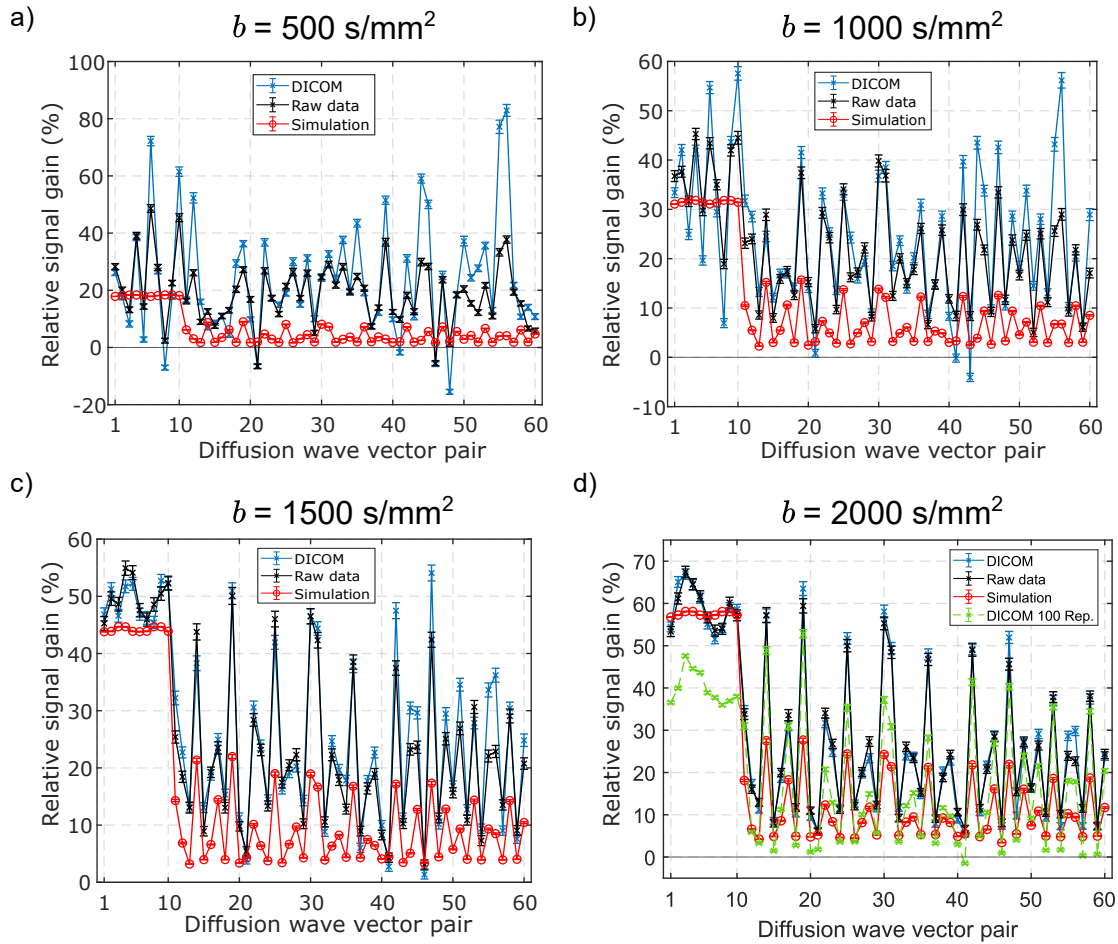 a)
b = 500 s/mm²
Relative signal gain (%)
100
80
60
40
20
0
-20
DICOM
Raw data
Simulation
1 10 20 30 40 50 60
Diffusion wave vector pair
b)
b = 1000 s/mm²
Relative signal gain (%)
60
50
40
30
20
10
0
-10
DICOM
Raw data
Simulation
1 10 20 30 40 50 60
Diffusion wave vector pair
c)
b = 1500 s/mm²
Relative signal gain (%)
60
50
40
30
20
10
0
DICOM
Raw data
Simulation
1 10 20 30 40 50 60
Diffusion wave vector pair
d)
b = 2000 s/mm²
Relative signal gain (%)
70
60
50
40
30
20
10
0
DICOM
Raw data
Simulation
DICOM 100 Rep.
1 10 20 30 40 50 60
Diffusion wave vector pair